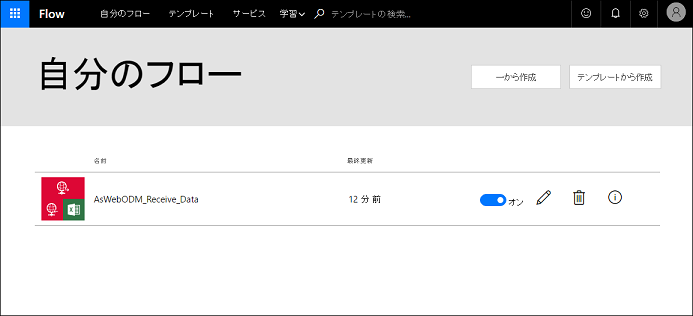 Flow 自分のフロー テンプレート サービス 学習 テンプレートの検索...
自分のフロー
一から作成 テンプレートから作成
名前 最終更新
AsWebODM_Receive_Data 12 分 前 オン